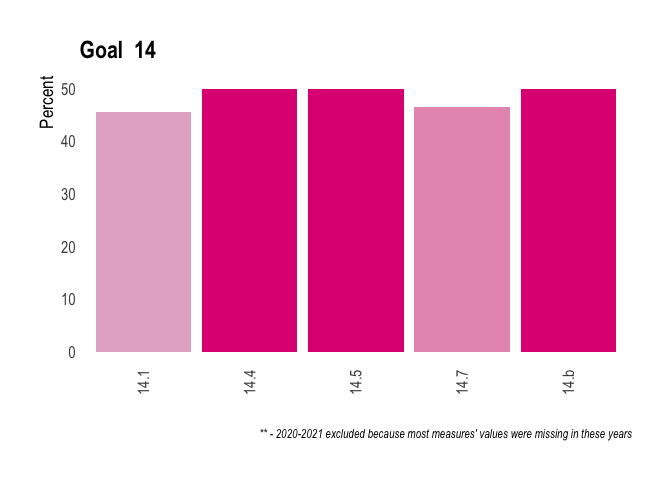 Goal  14
Percent
50
40
30
20
10
0
14.1
14.4
14.5
14.7
14.b
** - 2020-2021 excluded because most measures' values were missing in these years